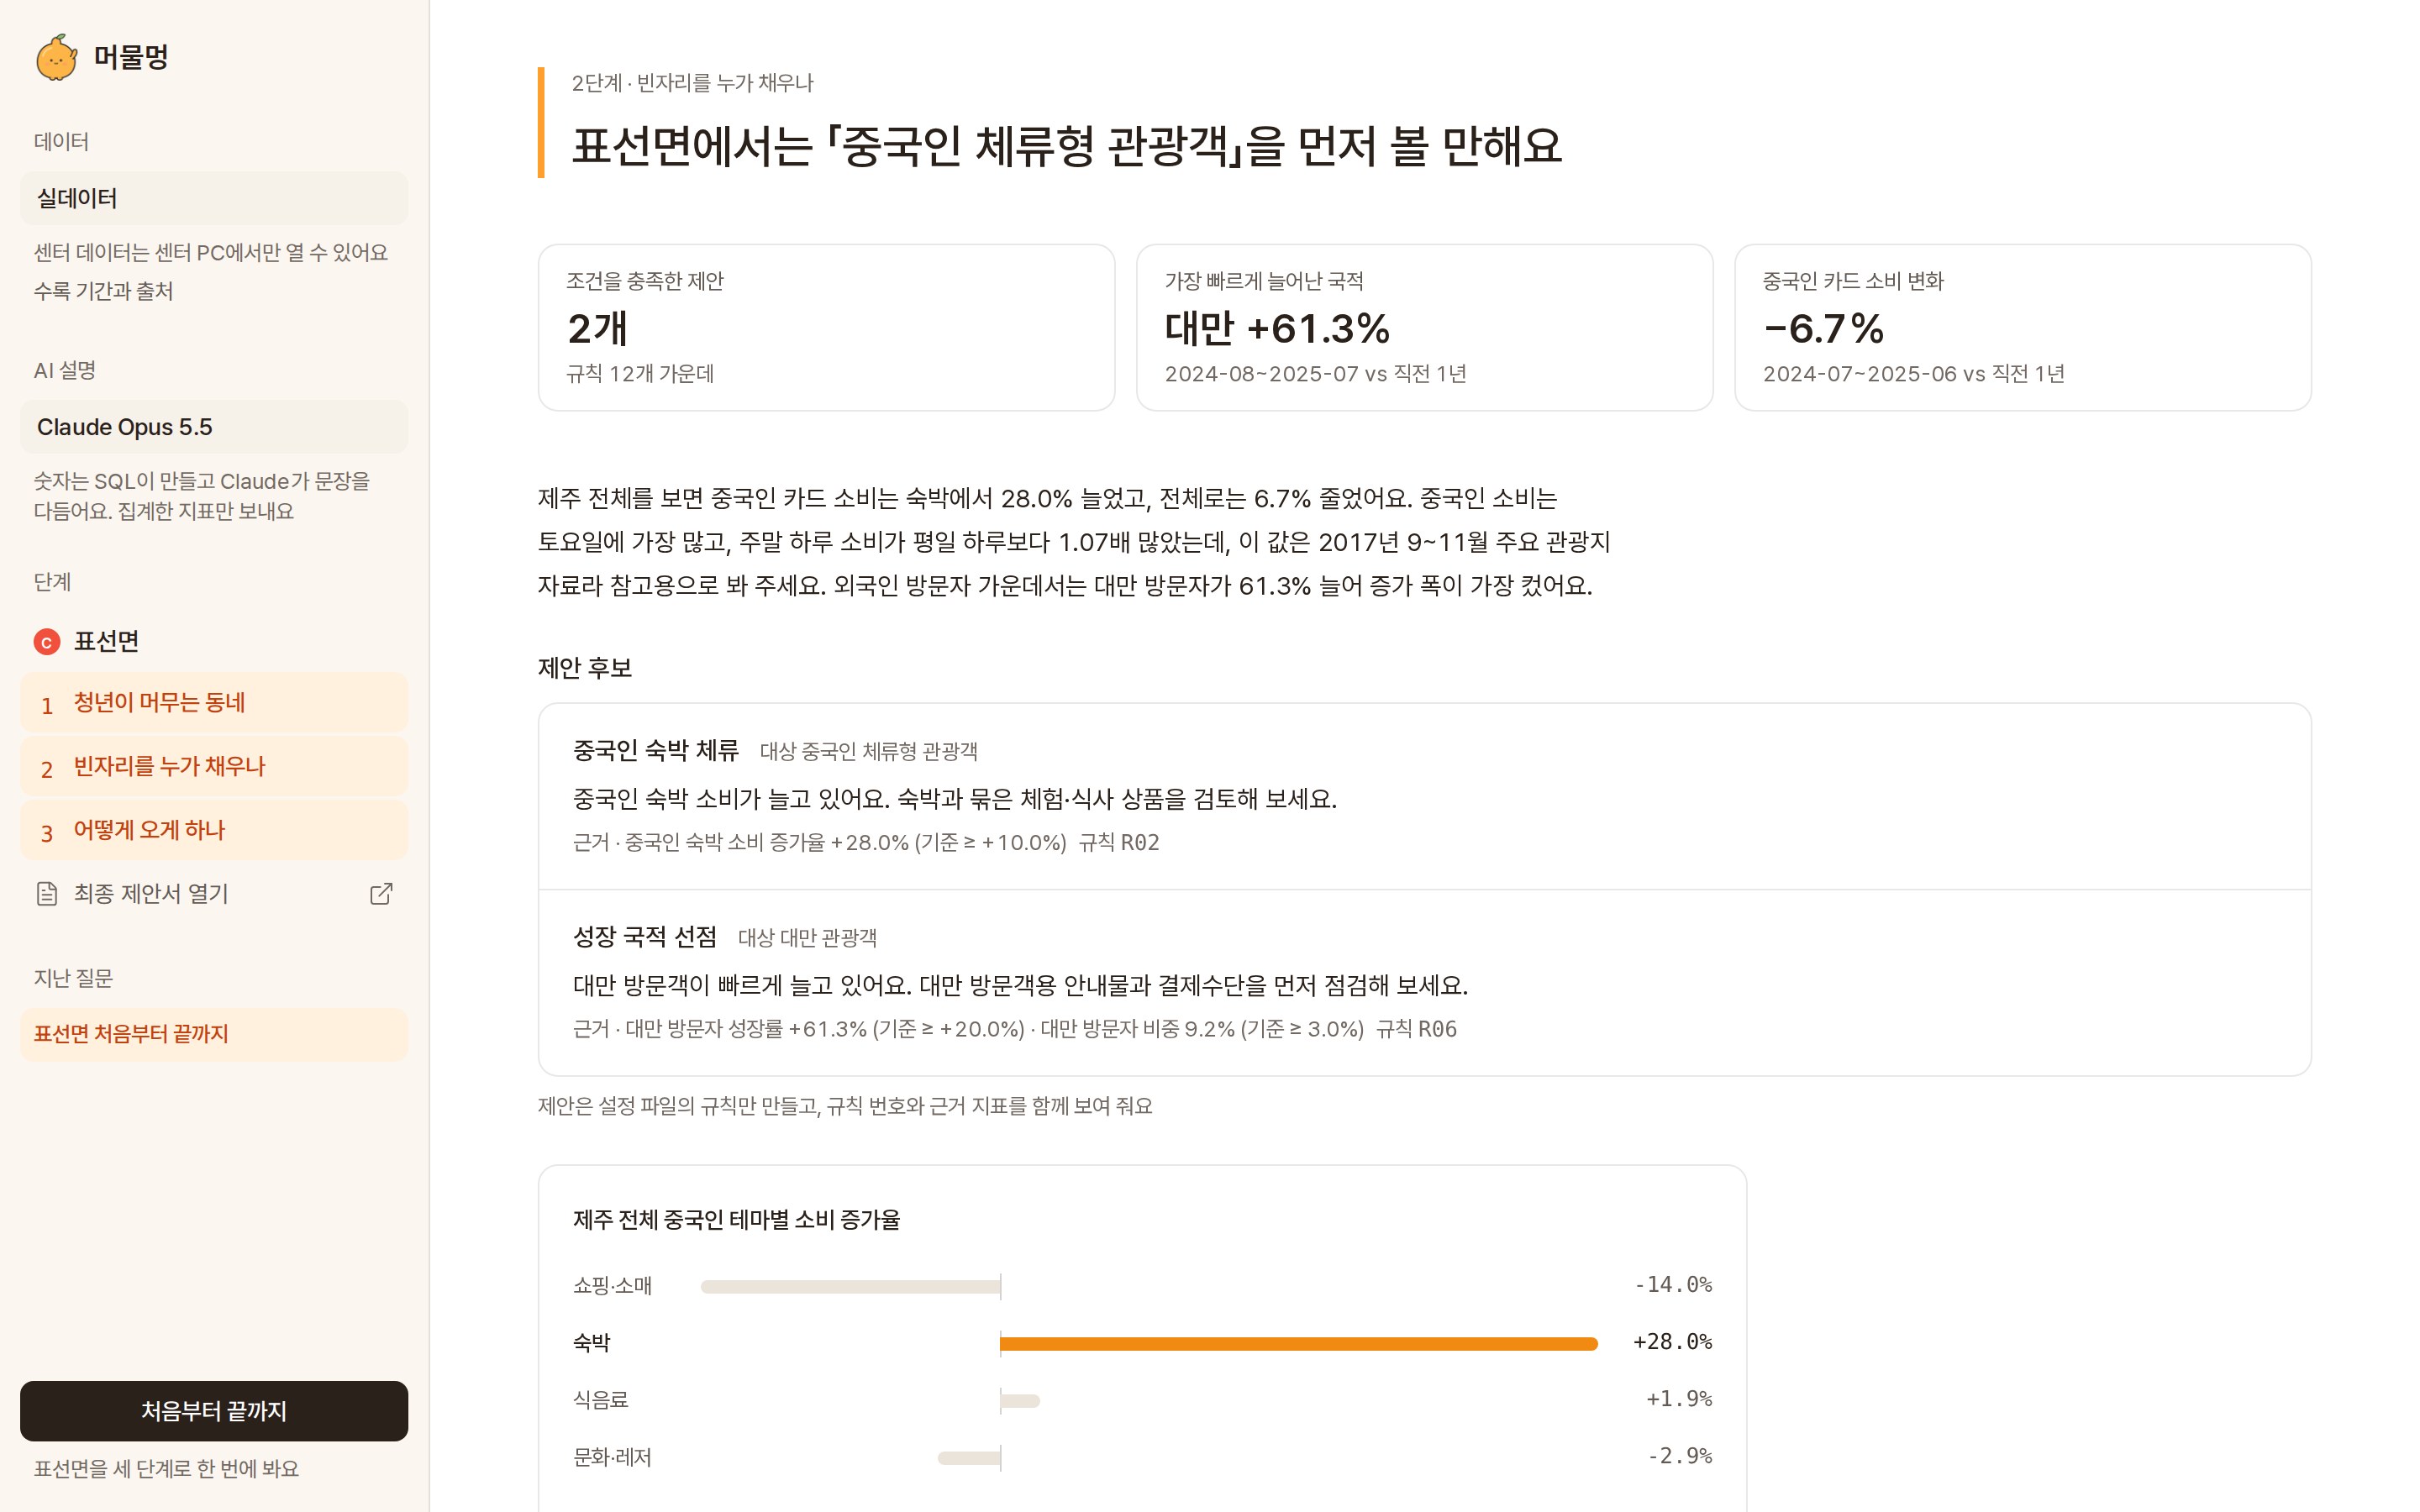 머물멍
데이터
실데이터
센터 데이터는 센터 PC에서만 열 수 있어요
수록 기간과 출처
AI 설명
Claude Opus 5.5
숫자는 SQL이 만들고 Claude가 문장을
다듬어요. 집계한 지표만 보내요
단계
C 표선면
1 청년이 머무는 동네
2 빈자리를 누가 채우나
3 어떻게 오게 하나
최종 제안서 열기
지난 질문
표선면 처음부터 끝까지
처음부터 끝까지
표선면을 세 단계로 한 번에 봐요
2단계 · 빈자리를 누가 채우나
표선면에서는 「중국인 체류형 관광객」을 먼저 볼 만해요
조건을 충족한 제안
2개
규칙 12개 가운데
가장 빠르게 늘어난 국적
대만 +61.3%
2024-08~2025-07 vs 직전 1년
중국인 카드 소비 변화
−6.7%
2024-07~2025-06 vs 직전 1년
제주 전체를 보면 중국인 카드 소비는 숙박에서 28.0% 늘었고, 전체로는 6.7% 줄었어요. 중국인 소비는
토요일에 가장 많고, 주말 하루 소비가 평일 하루보다 1.07배 많았는데, 이 값은 2017년 9~11월 주요 관광지
자료라 참고용으로 봐 주세요. 외국인 방문자 가운데서는 대만 방문자가 61.3% 늘어 증가 폭이 가장 컸어요.
제안 후보
중국인 숙박 체류 대상 중국인 체류형 관광객
중국인 숙박 소비가 늘고 있어요. 숙박과 묶은 체험·식사 상품을 검토해 보세요.
근거 · 중국인 숙박 소비 증가율 +28.0% (기준 ≥ +10.0%) 규칙 R02
성장 국적 선점 대상 대만 관광객
대만 방문객이 빠르게 늘고 있어요. 대만 방문객용 안내물과 결제수단을 먼저 점검해 보세요.
근거 · 대만 방문자 성장률 +61.3% (기준 ≥ +20.0%) · 대만 방문자 비중 9.2% (기준 ≥ 3.0%) 규칙 R06
제안은 설정 파일의 규칙만 만들고, 규칙 번호와 근거 지표를 함께 보여 줘요
제주 전체 중국인 테마별 소비 증가율
쇼핑·소매 -14.0%
숙박 +28.0%
식음료 +1.9%
문화·레저 -2.9%